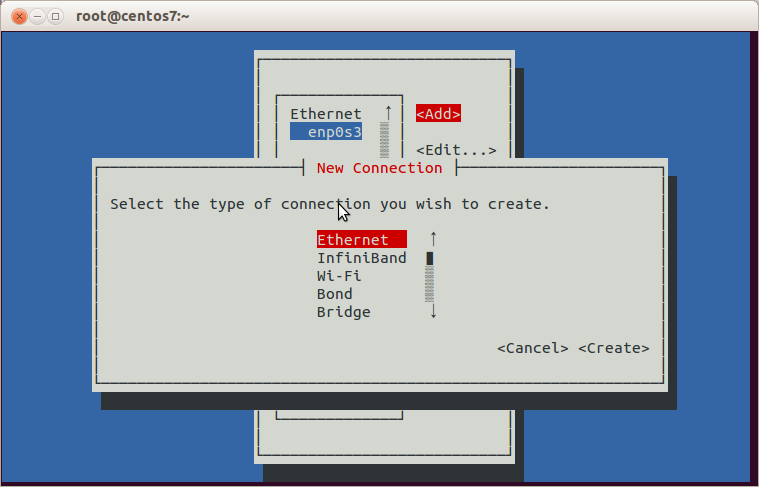 root@centos7:~
Ethernet ↑ <Add>
enp0s3
<Edit...>
New Connection
Select the type of connection you wish to create.
Ethernet ↑
InfiniBand
Wi-Fi
Bond
Bridge ↓
<Cancel> <Create>